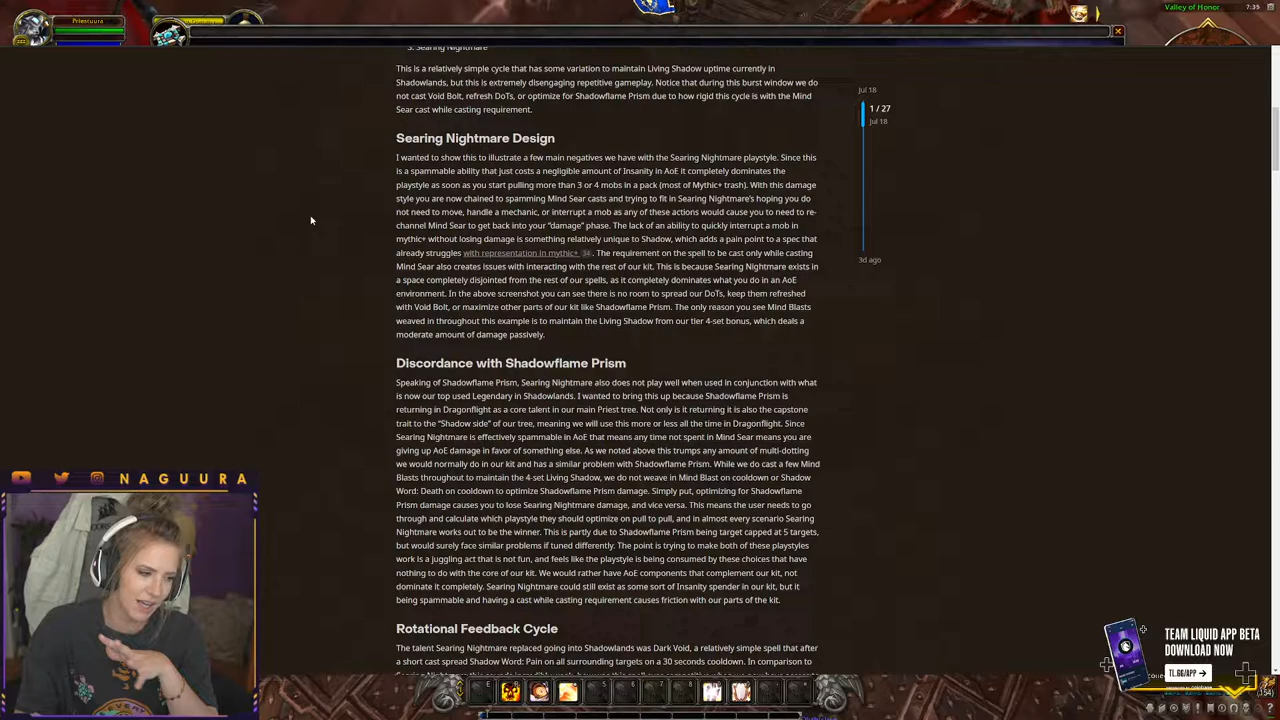 Prientuura
Valley of Honor
7:39
3. Searing Nightmare
This is a relatively simple cycle that has some variation to maintain Living Shadow uptime currently in
Shadowlands, but this is extremely disengaging repetitive gameplay. Notice that during this burst window we do
not cast Void Bolt, refresh DoTs, or optimize for Shadowflame Prism due to how rigid this cycle is with the Mind
Sear cast while casting requirement.
Jul 18
1 / 27
Jul 18
3d ago
Searing Nightmare Design
I wanted to show this to illustrate a few main negatives we have with the Searing Nightmare playstyle. Since this
is a spammable ability that just costs a negligible amount of Insanity in AoE it completely dominates the
playstyle as soon as you start pulling more than 3 or 4 mobs in a pack (most of Mythic+ trash). With this damage
style you are now chained to spamming Mind Sear casts and trying to fit in Searing Nightmare's hoping you do
not need to move, handle a mechanic, or interrupt a mob as any of these actions would cause you to need to re-
channel Mind Sear to get back into your "damage" phase. The lack of an ability to quickly interrupt a mob in
mythic+ without losing damage is something relatively unique to Shadow, which adds a pain point to a spec that
already struggles with representation in mythic+ 34 . The requirement on the spell to be cast only while casting
Mind Sear also creates issues with interacting with the rest of our kit. This is because Searing Nightmare exists in
a space completely disjointed from the rest of our spells, as it completely dominates what you do in an AoE
environment. In the above screenshot you can see there is no room to spread our DoTs, keep them refreshed
with Void Bolt, or maximize other parts of our kit like Shadowflame Prism. The only reason you see Mind Blasts
weaved in throughout this example is to maintain the Living Shadow from our tier 4-set bonus, which deals a
moderate amount of damage passively.
Discordance with Shadowflame Prism
Speaking of Shadowflame Prism, Searing Nightmare also does not play well when used in conjunction with what
is now our top used Legendary in Shadowlands. I wanted to bring this up because Shadowflame Prism is
returning in Dragonflight as a core talent in our main Priest tree. Not only is it returning it is also the capstone
trait to the "Shadow side" of our tree, meaning we will use this more or less all the time in Dragonflight. Since
Searing Nightmare is effectively spammable in AoE that means any time not spent in Mind Sear means you are
giving up AoE damage in favor of something else. As we noted above this trumps any amount of multi-dotting
we would normally do in our kit and has a similar problem with Shadowflame Prism. While we do cast a few Mind
Blasts throughout to maintain the 4-set Living Shadow, we do not weave in Mind Blast on cooldown or Shadow
Word: Death on cooldown to optimize Shadowflame Prism damage. Simply put, optimizing for Shadowflame
Prism damage causes you to lose Searing Nightmare damage, and vice versa. This means the user needs to go
through and calculate which playstyle they should optimize on pull to pull, and in almost every scenario Searing
Nightmare works out to be the winner. This is partly due to Shadowflame Prism being target capped at 5 targets,
but would surely face similar problems if tuned differently. The point is trying to make both of these playstyles
work is a juggling act that is not fun, and feels like the playstyle is being consumed by these choices that have
nothing to do with the core of our kit. We would rather have AoE components that complement our kit, not
dominate it completely. Searing Nightmare could still exist as some sort of Insanity spender in our kit, but it
being spammable and having a cast while casting requirement causes friction with our parts of the kit.
Rotational Feedback Cycle
The talent Searing Nightmare replaced going into Shadowlands was Dark Void, a relatively simple spell that after
a short cast spread Shadow Word: Pain on all surrounding targets on a 30 seconds cooldown. In comparison to
NAGUURA
TEAM LIQUID APP BETA
DOWNLOAD NOW
TL.GG/APP
(154)